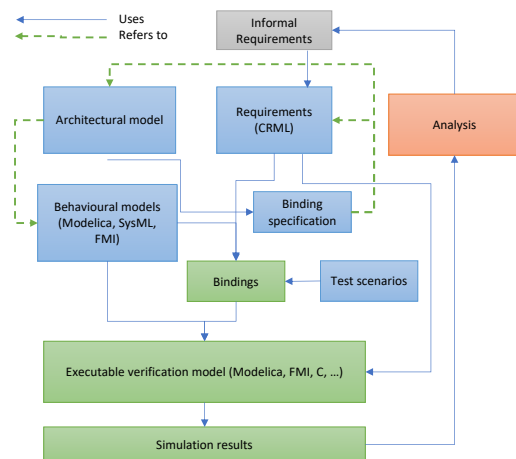 Uses
Refers to
Informal
Requirements
Architectural model
Requirements
(CRML)
Analysis
Behavioural models
(Modelica, SysML,
FMI)
Binding
specification
Bindings
Test scenarios
Executable verification model (Modelica, FMI, C, …)
Simulation results